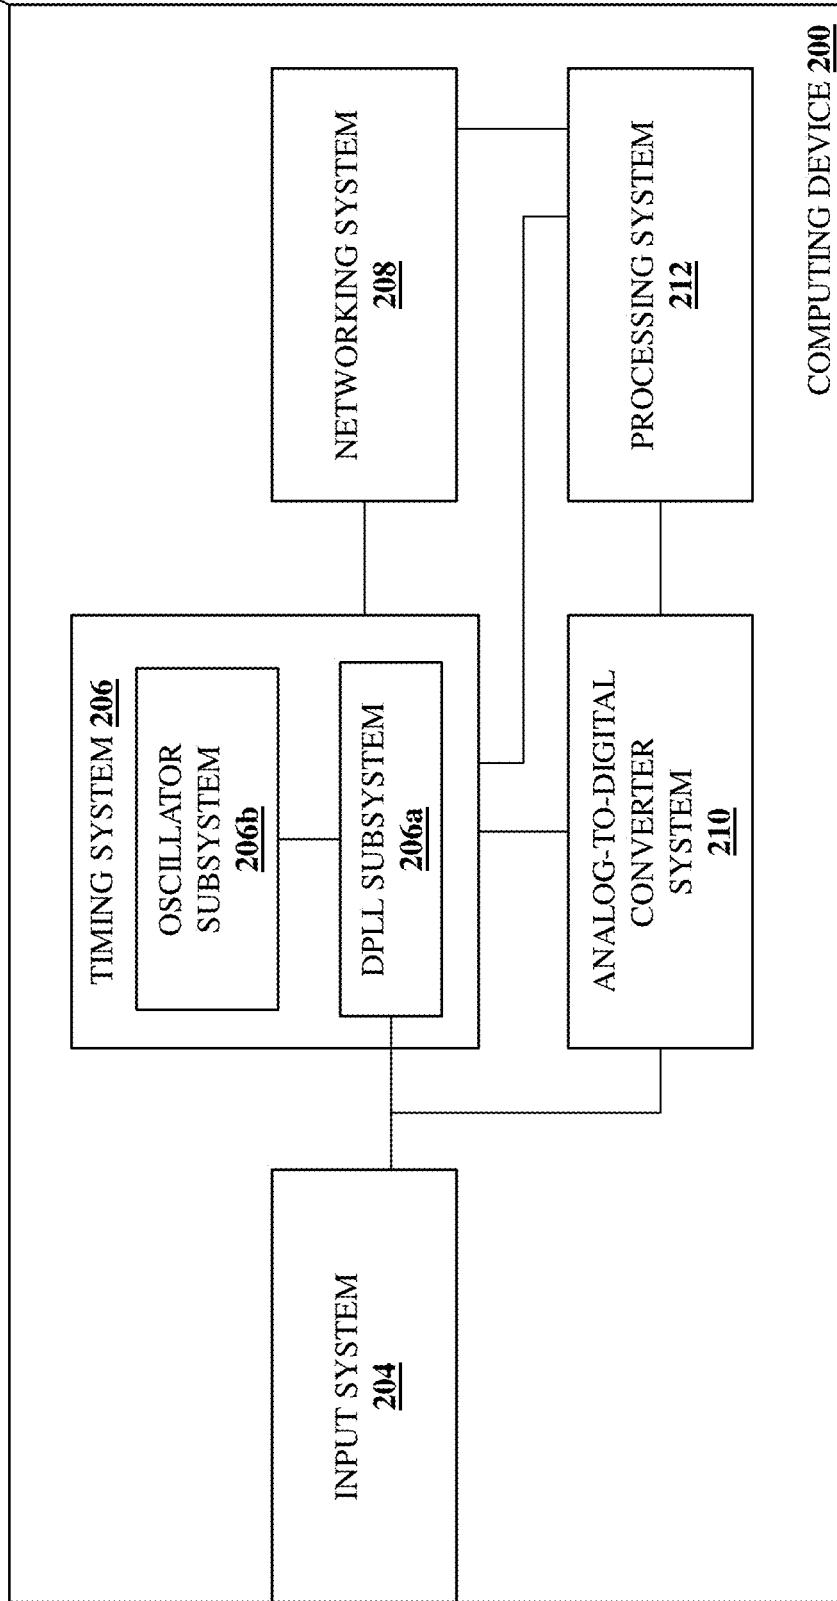 TIMING SYSTEM 206
OSCILLATOR
SUBSYSTEM
206b
DPLL SUBSYSTEM
206a
NETWORKING SYSTEM
208
INPUT SYSTEM
204
ANALOG-TO-DIGITAL
CONVERTER
SYSTEM
210
PROCESSING SYSTEM
212
COMPUTING DEVICE 200